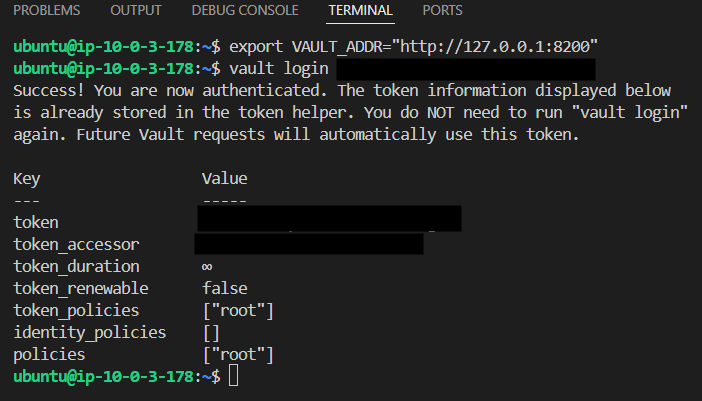 PROBLEMS OUTPUT DEBUG CONSOLE TERMINAL PORTS
ubuntu@ip-10-0-3-178:~$ export VAULT_ADDR="http://127.0.0.1:8200"
ubuntu@ip-10-0-3-178:~$ vault login
Success! You are now authenticated. The token information displayed below
is already stored in the token helper. You do NOT need to run "vault login"
again. Future Vault requests will automatically use this token.
Key Value
--- -----
token
token_accessor
token_duration ∞
token_renewable false
token_policies ["root"]
identity_policies []
policies ["root"]
ubuntu@ip-10-0-3-178:~$